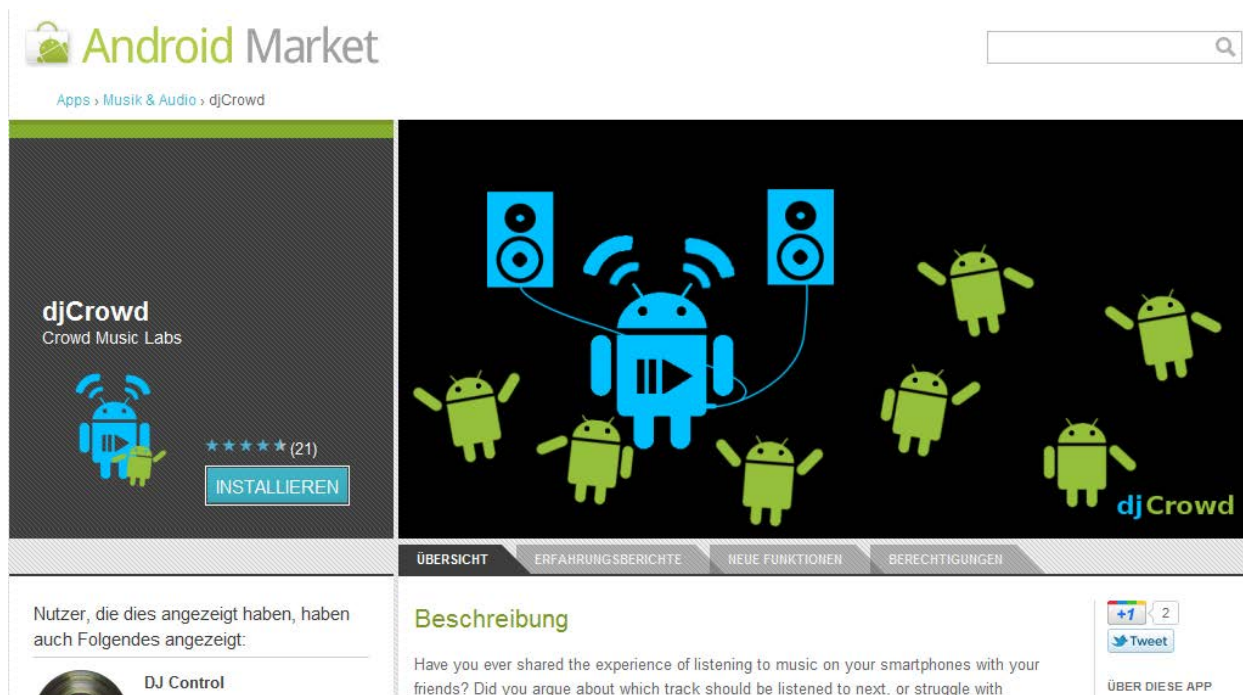 Android Market
Apps › Musik & Audio › djCrowd
djCrowd
Crowd Music Labs
(21)
INSTALLIEREN
djCrowd
ÜBERSICHT
ERFAHRUNGSBERICHTE
NEUE FUNKTIONEN
BERECHTIGUNGEN
Nutzer, die dies angezeigt haben, haben
auch Folgendes angezeigt:
DJ Control
Beschreibung
Have you ever shared the experience of listening to music on your smartphones with your
friends? Did you argue about which track should be listened to next, or struggle with
+1 2
Tweet
ÜBER DIESE APP